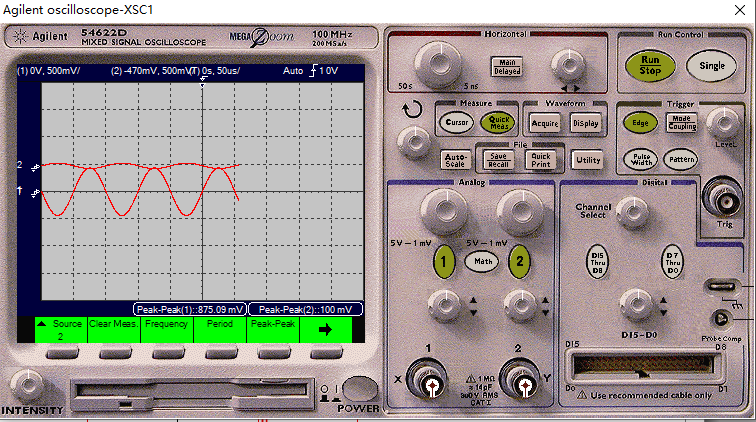 Agilent oscilloscope-XSC1
Agilent 54622D
MIXED SIGNAL OSCILLOSCOPE
MEGA Zoom
100 MHz
200 MSa/s
(1) 0V, 500mV/ (2) -470mV, 500mV/ (T) 0s, 50us/ Auto 1 0V
2
1
Peak-Peak(1)::875.09 mV Peak-Peak(2)::100 mV
Source
2
Clear Meas.
Frequency
Period
Peak-Peak
INTENSITY
POWER
Horizontal
50 s
5 ns
Main
Delayed
Run Control
Run
Stop
Single
Measure
Cursor
Quick
Meas
Waveform
Acquire
Display
Trigger
Edge
Mode
Coupling
Level
Pulse
Width
Pattern
File
Auto-
Scale
Save
Recall
Quick
Print
Utility
Trig
Analog
5 V – 1 mV
5 V – 1 mV
1
Math
2
1
2
X
Y
1 MΩ
≈ 14pF
300 V RMS
CAT I
Digital
Channel
Select
D15
Thru
D8
D7
Thru
D0
D15-D0
Probe Comp
D15
D8
D0
D1
Use recommended cable only